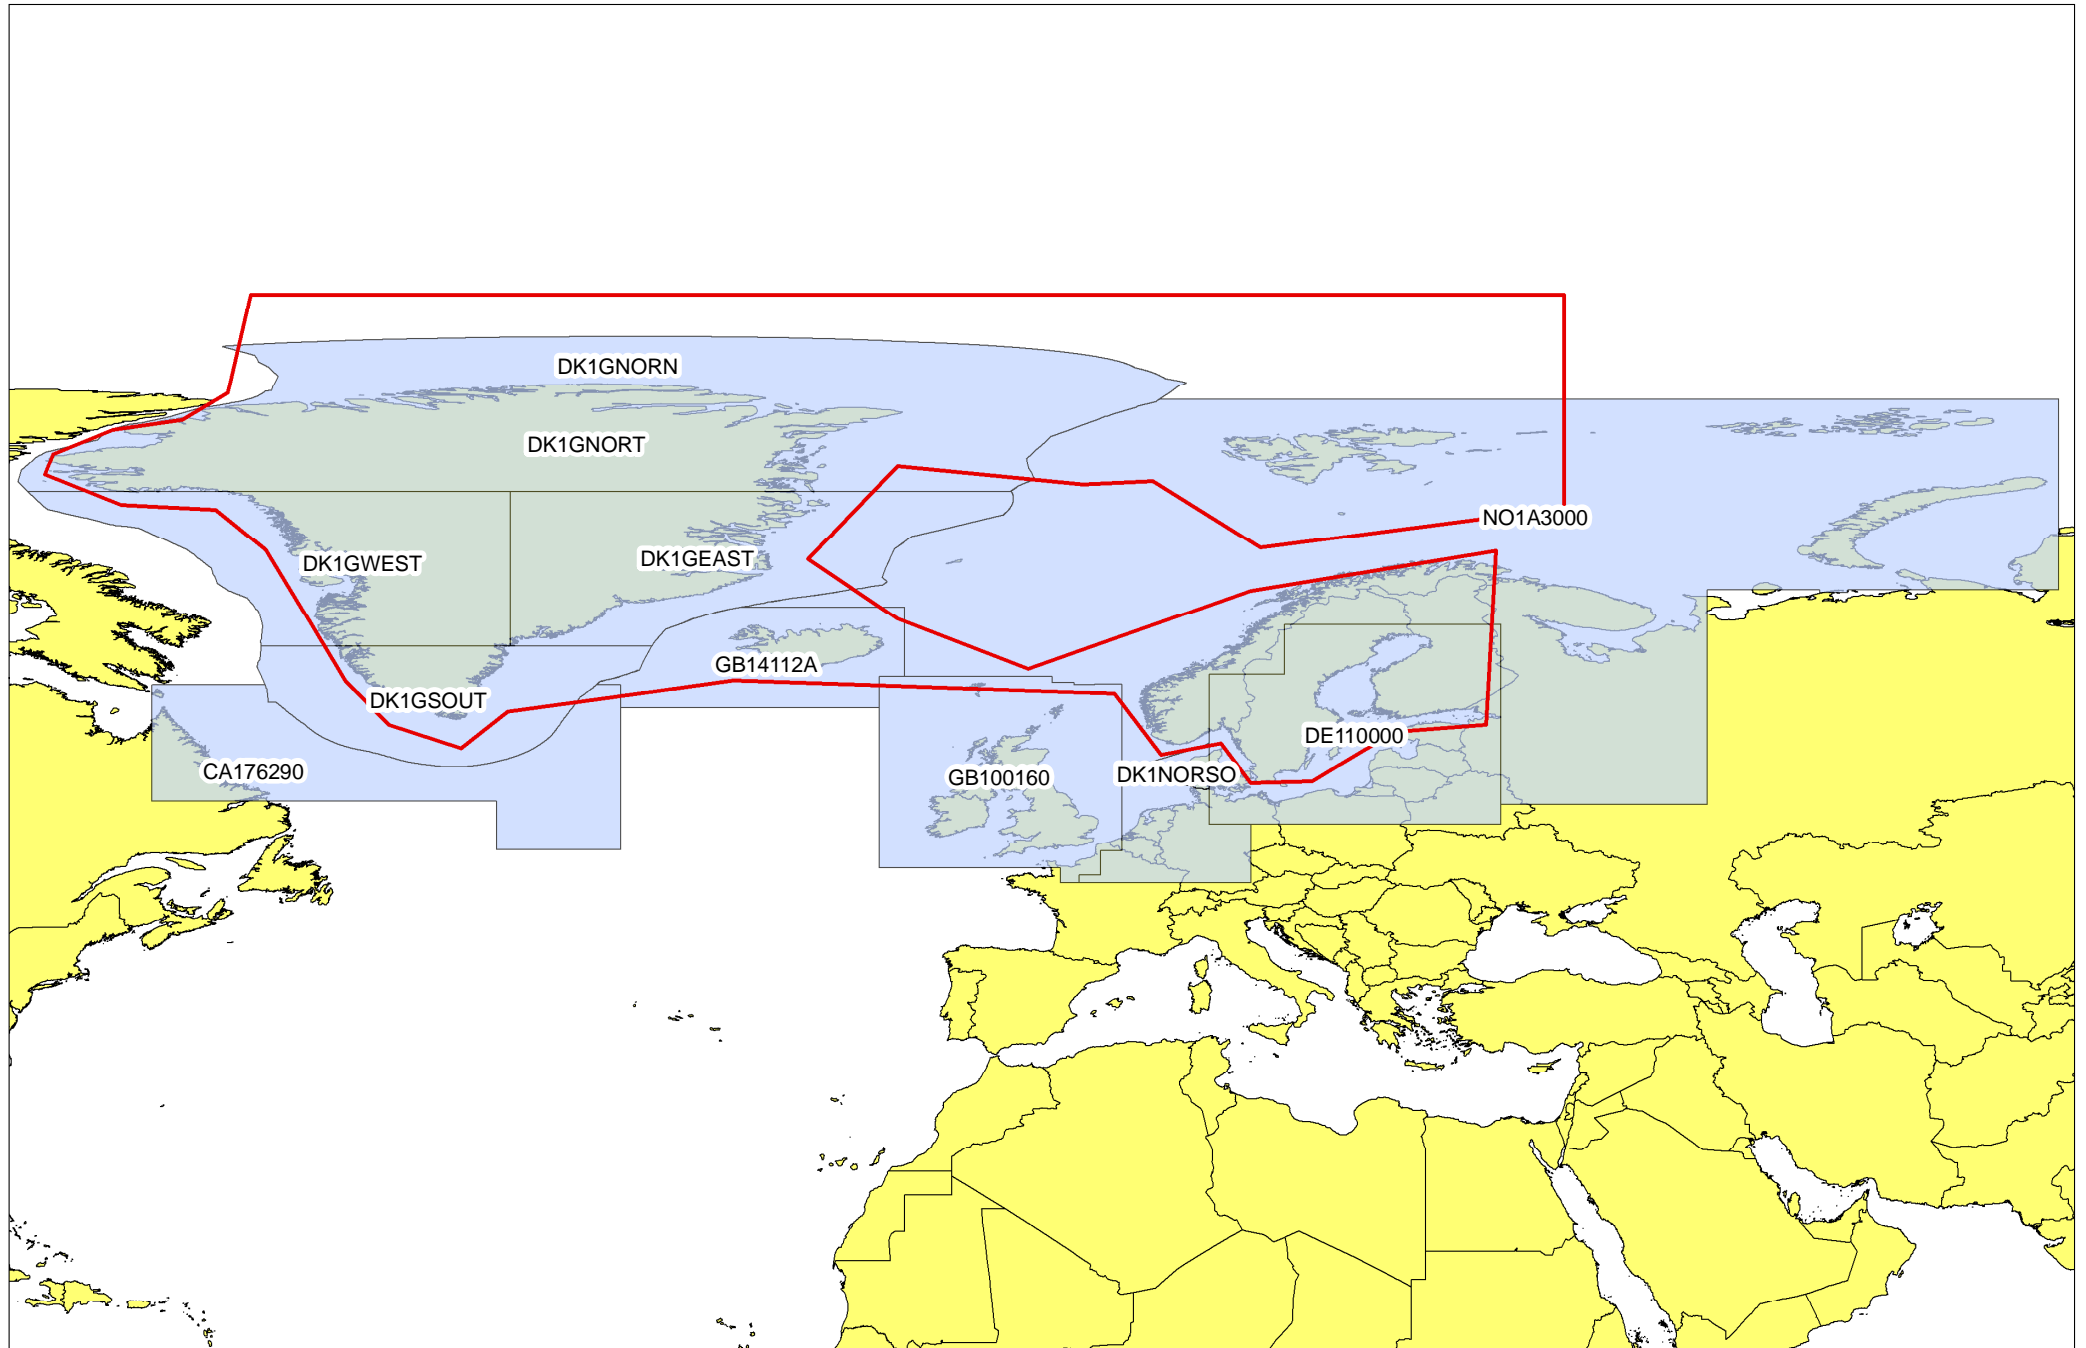 DK1GNORN
DK1GNORT
NO1A3000
DK1GEAST
DK1GWEST
GB14112A
DK1GSOUT
DE110000
CA176290
DK1NORSO
GB100160